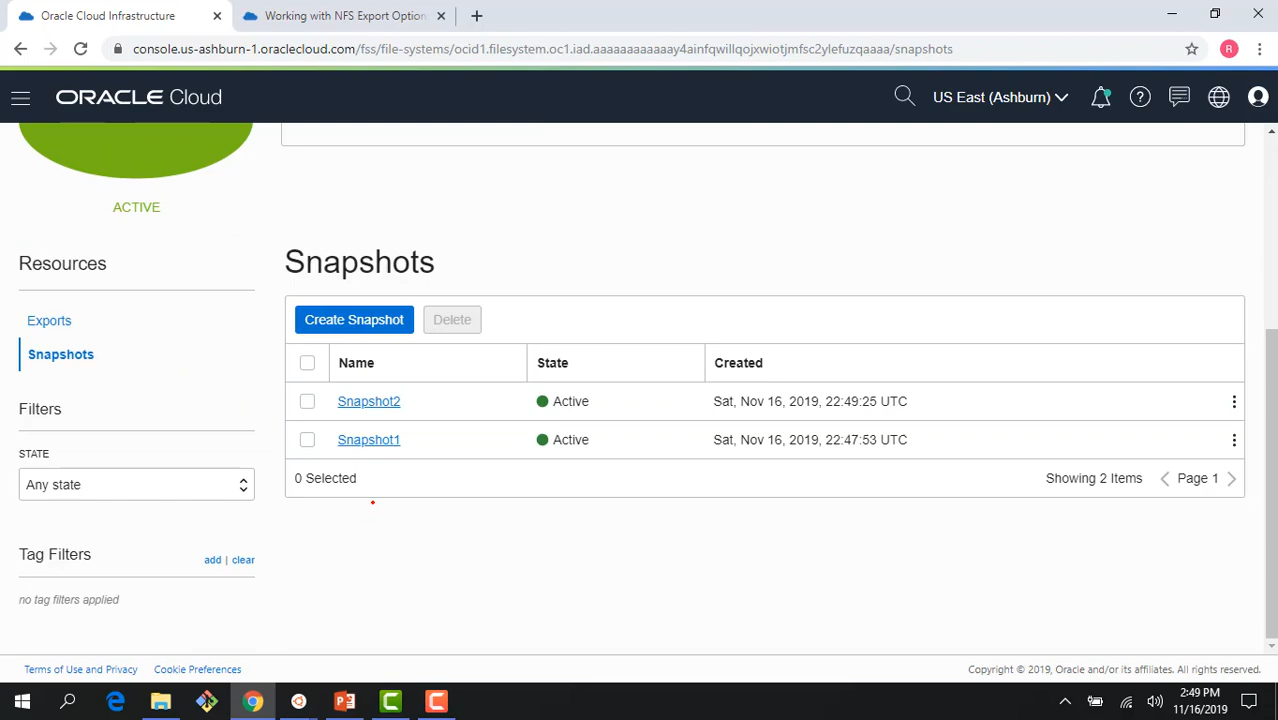 Oracle Cloud Infrastructure
Working with NFS Export Option
console.us-ashburn-1.oraclecloud.com/fss/file-systems/ocid1.filesystem.oc1.iad.aaaaaaaaaaay4ainfqwillqojxwiotjmfsc2ylefuzqaaaa/snapshots
R
ORACLE Cloud
US East (Ashburn)
ACTIVE
Resources
Exports
Snapshots
Filters
STATE
Any state
Tag Filters
add | clear
no tag filters applied
Snapshots
Create Snapshot Delete
Name State Created
Snapshot2 Active Sat, Nov 16, 2019, 22:49:25 UTC
Snapshot1 Active Sat, Nov 16, 2019, 22:47:53 UTC
0 Selected Showing 2 Items Page 1
Terms of Use and Privacy Cookie Preferences
Copyright © 2019, Oracle and/or its affiliates. All rights reserved.
2:49 PM
11/16/2019